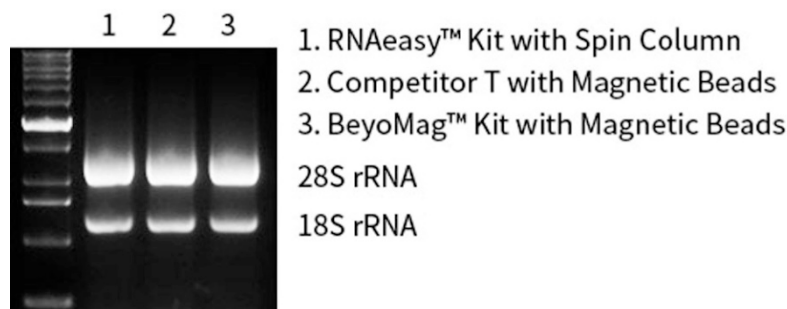 1 2 3
1. RNAeasy™ Kit with Spin Column
2. Competitor T with Magnetic Beads
3. BeyoMag™ Kit with Magnetic Beads
28S rRNA
18S rRNA